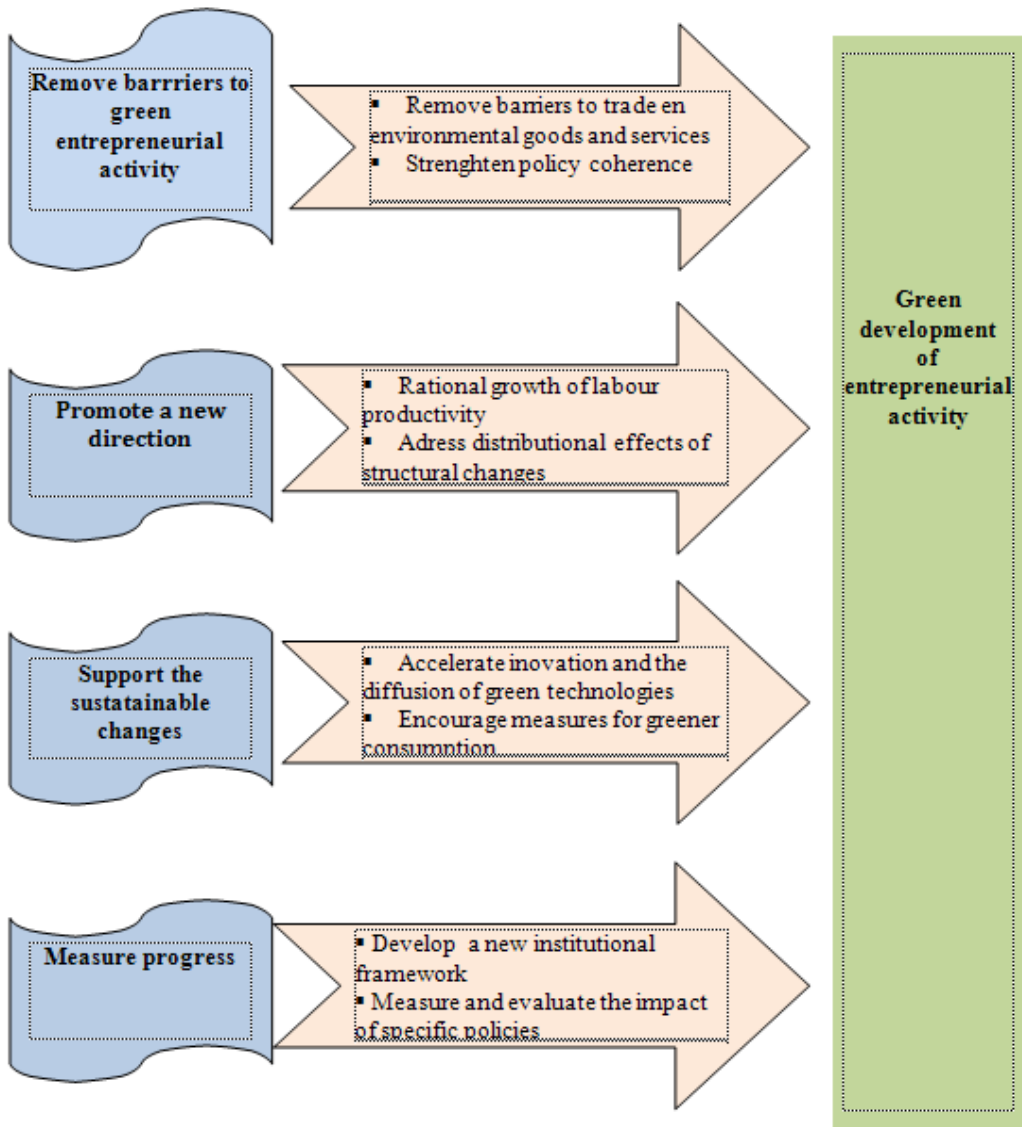 Remove barrriers to
green
entrepreneurial
activity
▪ Remove barriers to trade en
environmental goods and services
▪ Strenghten policy coherence
Promote a new
direction
▪ Rational growth of labour
productivity
▪ Adress distributional effects of
structural changes
Support the
sustatainable
changes
▪ Accelerate inovation and the
diffusion of green technologies
▪ Encourage measures for greener
consumption
Measure progress
▪ Develop a new institutional
framework
▪ Measure and evaluate the impact
of specific policies
Green
development
of
entrepreneurial
activity